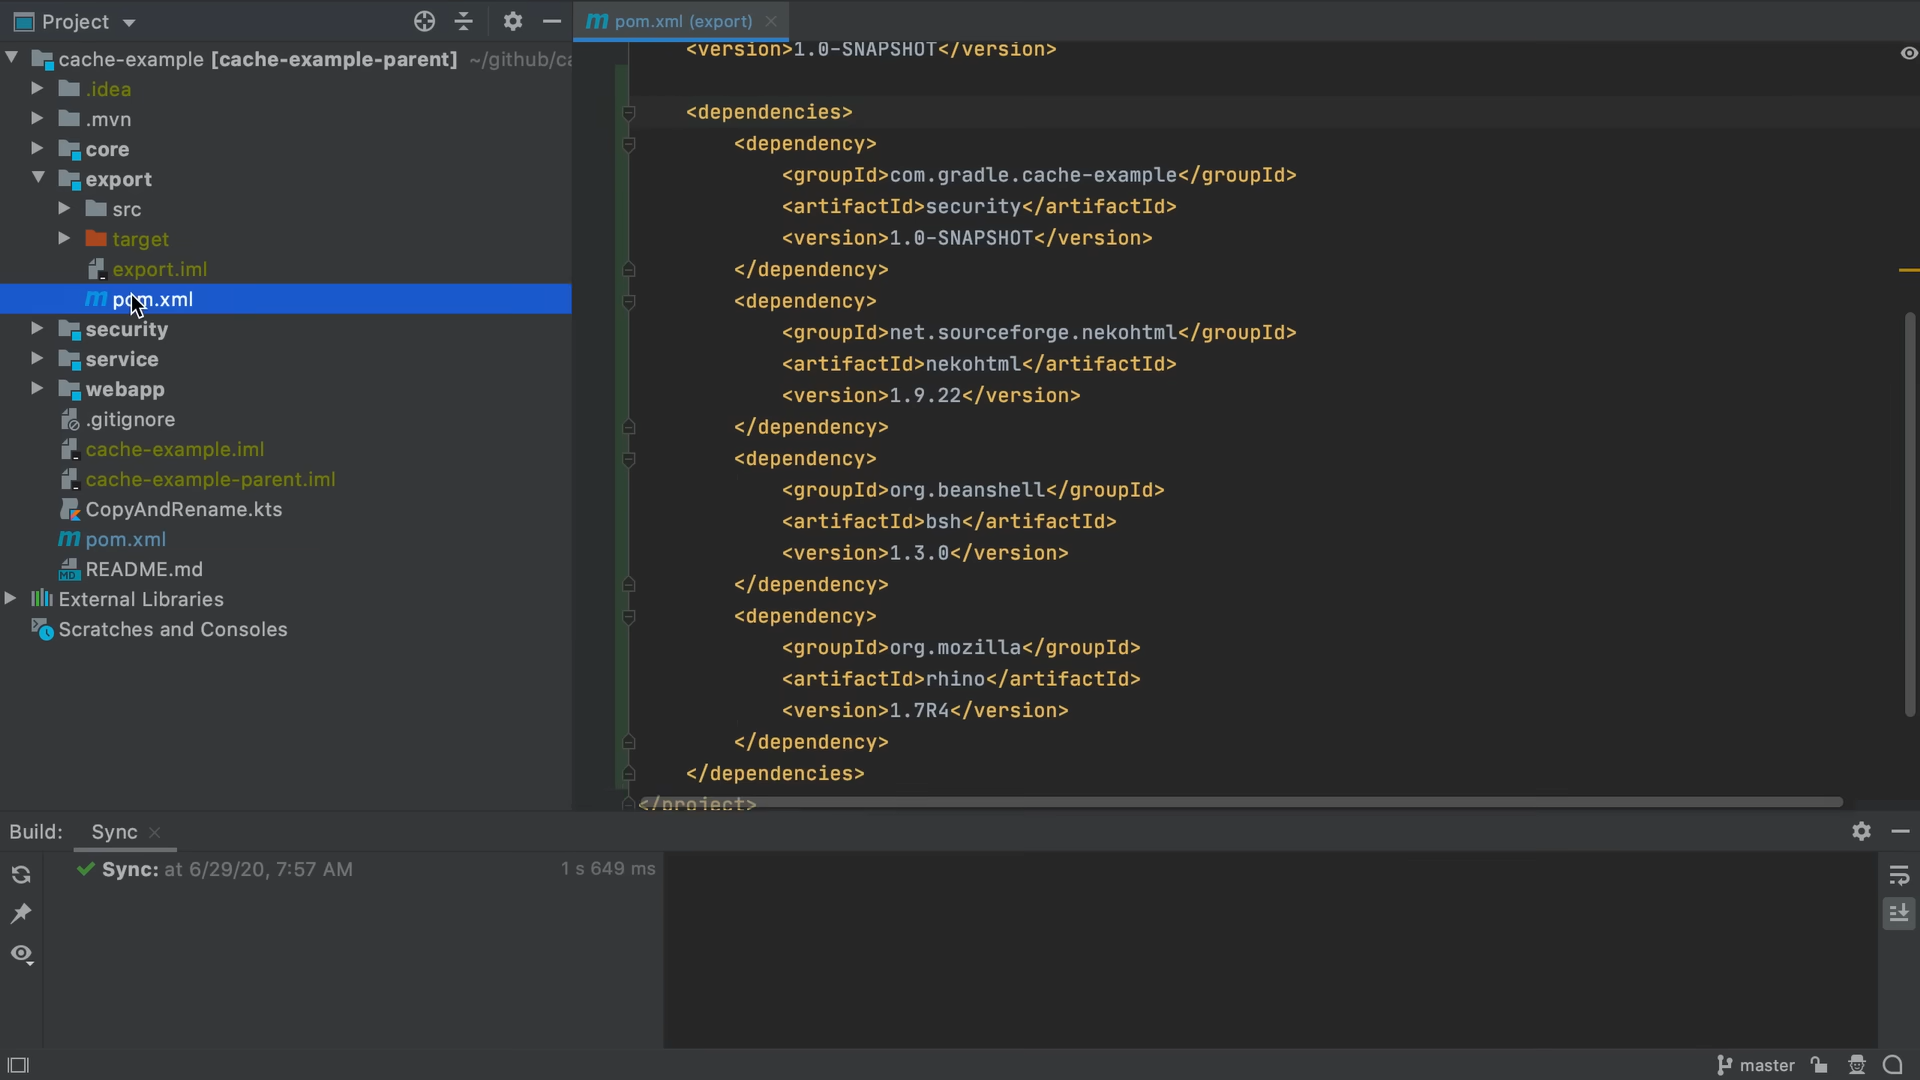 Project
cache-example [cache-example-parent] ~/github/ca
.idea
.mvn
core
export
src
target
export.iml
pom.xml
security
service
webapp
.gitignore
cache-example.iml
cache-example-parent.iml
CopyAndRename.kts
pom.xml
README.md
External Libraries
Scratches and Consoles
pom.xml (export)
<version>1.0-SNAPSHOT</version>
<dependencies>
<dependency>
<groupId>com.gradle.cache-example</groupId>
<artifactId>security</artifactId>
<version>1.0-SNAPSHOT</version>
</dependency>
<dependency>
<groupId>net.sourceforge.nekohtml</groupId>
<artifactId>nekohtml</artifactId>
<version>1.9.22</version>
</dependency>
<dependency>
<groupId>org.beanshell</groupId>
<artifactId>bsh</artifactId>
<version>1.3.0</version>
</dependency>
<dependency>
<groupId>org.mozilla</groupId>
<artifactId>rhino</artifactId>
<version>1.7R4</version>
</dependency>
</dependencies>
</project>
Build: Sync
Sync: at 6/29/20, 7:57 AM 1 s 649 ms
master